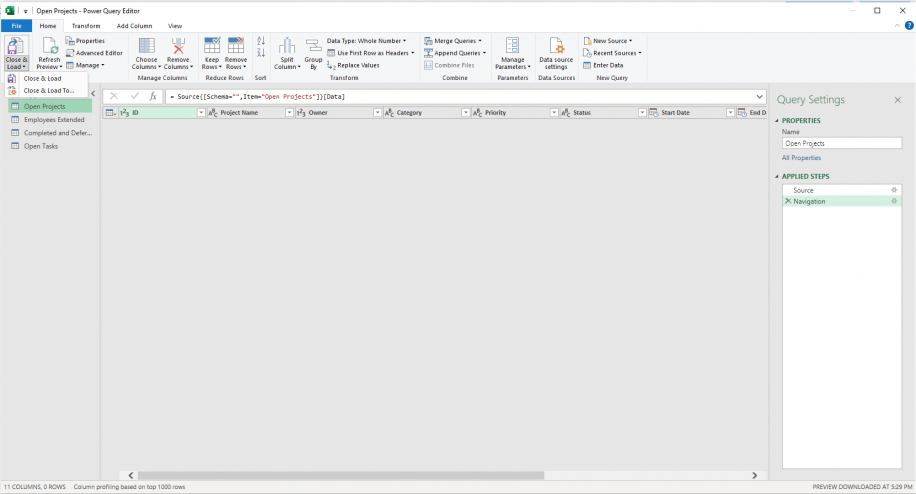 Open Projects - Power Query Editor
File Home Transform Add Column View
Close & Load
Refresh Preview
Properties
Advanced Editor
Manage
Choose Columns
Remove Columns
Manage Columns
Keep Rows
Remove Rows
Reduce Rows
Sort
Split Column
Group By
Data Type: Whole Number
Use First Row as Headers
Replace Values
Transform
Merge Queries
Append Queries
Combine Files
Combine
Manage Parameters
Parameters
Data source settings
Data Sources
New Source
Recent Sources
Enter Data
New Query
Close & Load
Close & Load To...
Open Projects
Employees Extended
Completed and Defer...
Open Tasks
= Source{[Schema="",Item="Open Projects"]}[Data]
ID Project Name Owner Category Priority Status Start Date End D
Query Settings
PROPERTIES
Name
Open Projects
All Properties
APPLIED STEPS
Source
Navigation
11 COLUMNS, 0 ROWS Column profiling based on top 1000 rows PREVIEW DOWNLOADED AT 5:29 PM